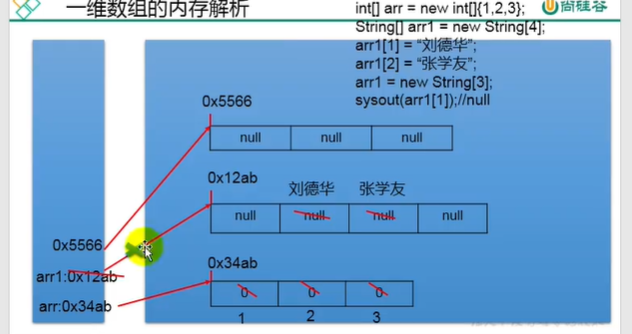 一维数组的内存解析
尚硅谷
int[] arr = new int[]{1,2,3};
String[] arr1 = new String[4];
arr1[1] = “刘德华”;
arr1[2] = “张学友”;
arr1 = new String[3];
sysout(arr1[1]);//null
0x5566
null null null
0x12ab
刘德华 张学友
null null null null
0x5566
arr1:0x12ab
0x34ab
arr:0x34ab
0 0 0
1 2 3